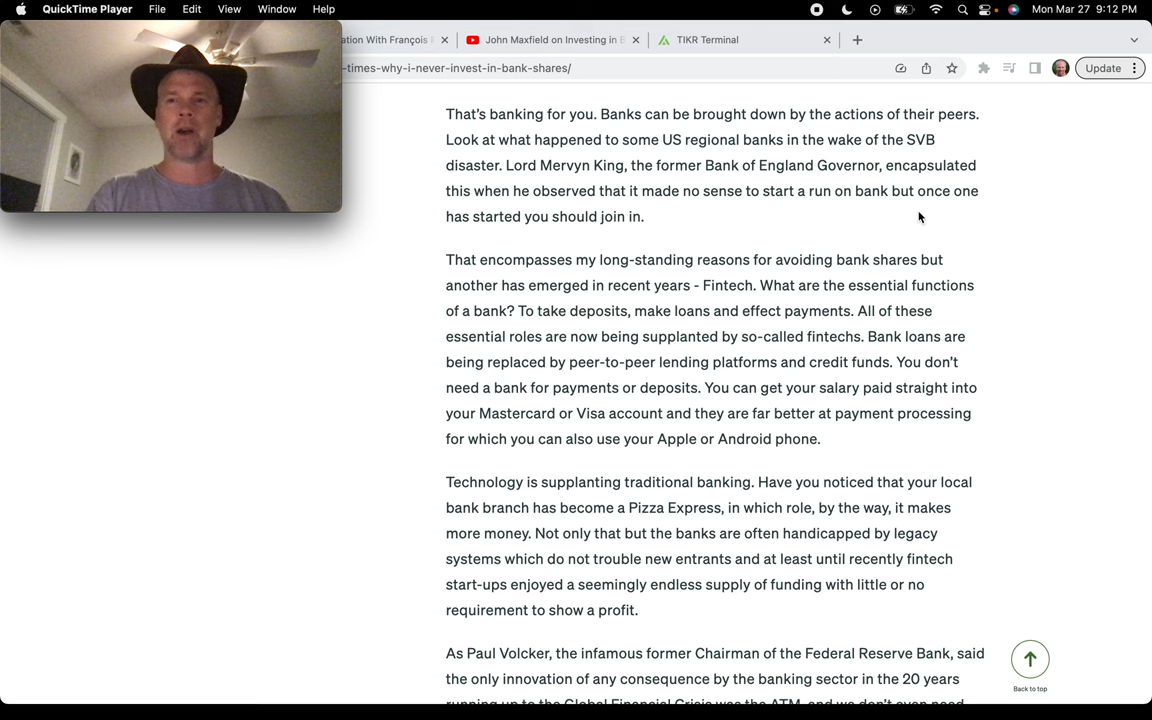 QuickTime Player File Edit View Window Help Mon Mar 27 9:12 PM
ation With François John Maxfield on Investing in B TIKR Terminal
-times-why-i-never-invest-in-bank-shares/ Update
That's banking for you. Banks can be brought down by the actions of their peers.
Look at what happened to some US regional banks in the wake of the SVB
disaster. Lord Mervyn King, the former Bank of England Governor, encapsulated
this when he observed that it made no sense to start a run on bank but once one
has started you should join in.
That encompasses my long-standing reasons for avoiding bank shares but
another has emerged in recent years - Fintech. What are the essential functions
of a bank? To take deposits, make loans and effect payments. All of these
essential roles are now being supplanted by so-called fintechs. Bank loans are
being replaced by peer-to-peer lending platforms and credit funds. You don't
need a bank for payments or deposits. You can get your salary paid straight into
your Mastercard or Visa account and they are far better at payment processing
for which you can also use your Apple or Android phone.
Technology is supplanting traditional banking. Have you noticed that your local
bank branch has become a Pizza Express, in which role, by the way, it makes
more money. Not only that but the banks are often handicapped by legacy
systems which do not trouble new entrants and at least until recently fintech
start-ups enjoyed a seemingly endless supply of funding with little or no
requirement to show a profit.
As Paul Volcker, the infamous former Chairman of the Federal Reserve Bank, said
the only innovation of any consequence by the banking sector in the 20 years
running up to the Global Financial Crisis was the ATM, and we don't even need
Back to top